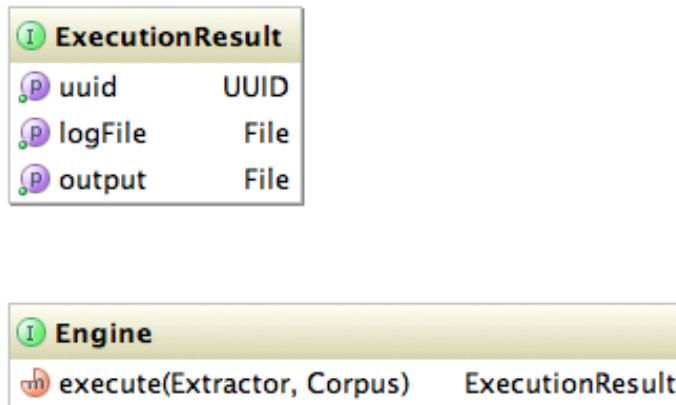 I ExecutionResult
p uuid UUID
p logFile File
p output File
I Engine
m execute(Extractor, Corpus) ExecutionResult